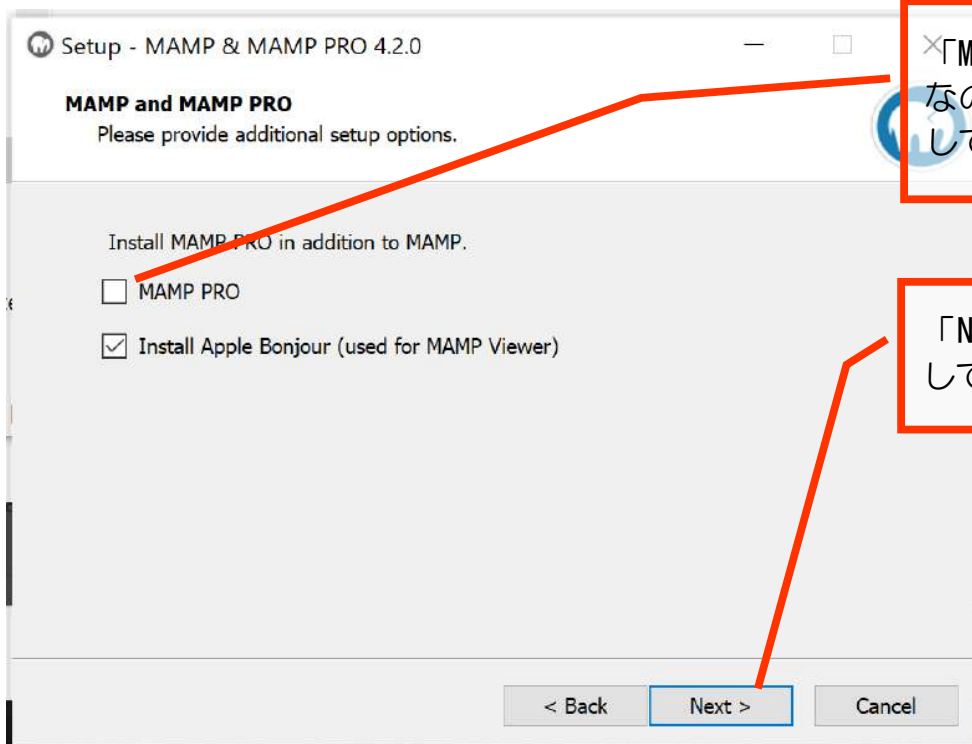 Setup - MAMP & MAMP PRO 4.2.0
MAMP and MAMP PRO
Please provide additional setup options.
「M
なの
して
Install MAMP PRO in addition to MAMP.
MAMP PRO
Install Apple Bonjour (used for MAMP Viewer)
「N
して
< Back
Next >
Cancel